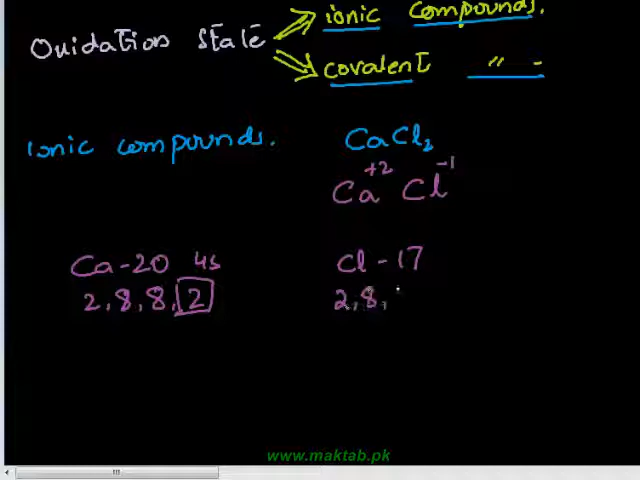 ionic compounds.
Oxidation state
covalent " -
Ionic compounds. CaCl2
Ca+2 Cl-1
Ca-20 4s Cl-17
2,8,8,2 2,8,
www.maktab.pk